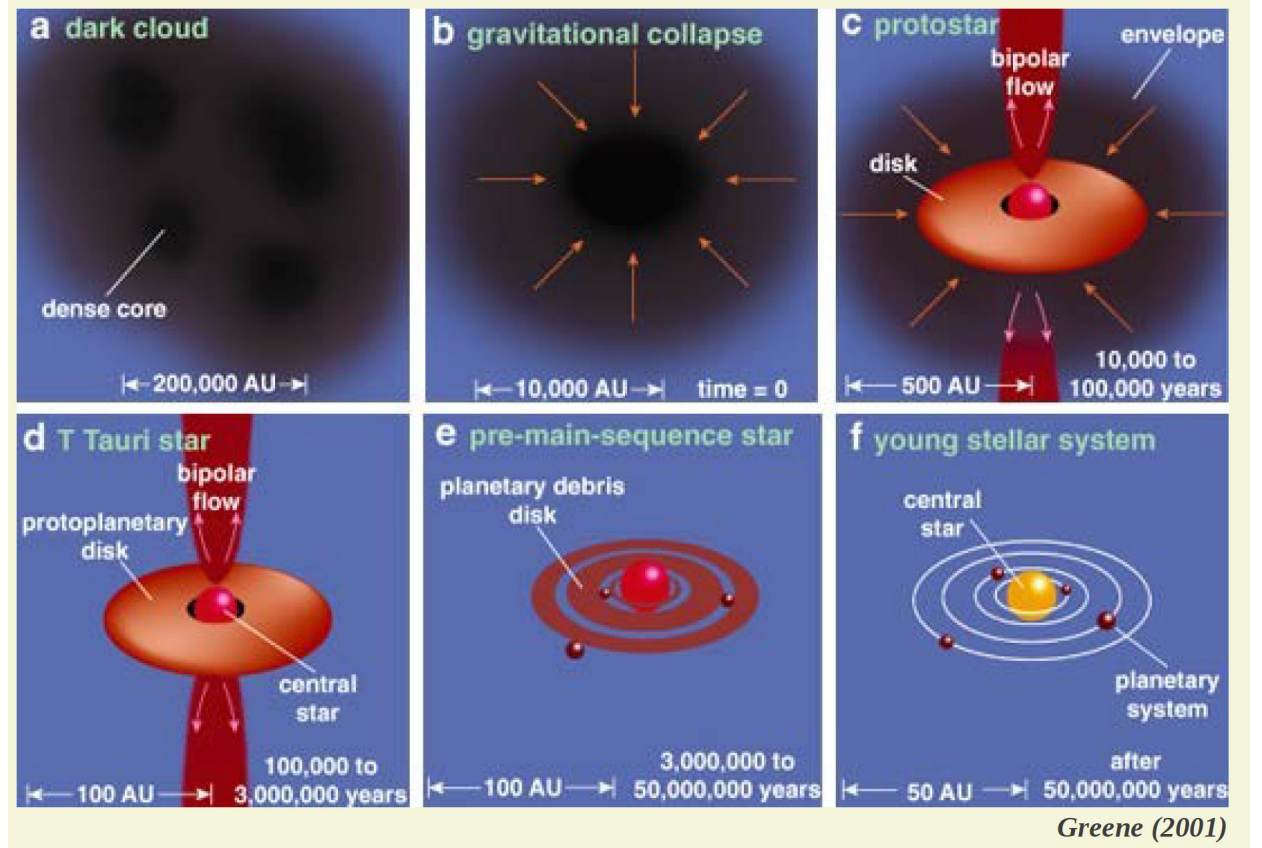 a dark cloud
dense core
200,000 AU
b gravitational collapse
10,000 AU time = 0
c protostar
envelope
bipolar
flow
disk
10,000 to
500 AU 100,000 years
d T Tauri star
bipolar
flow
protoplanetary
disk
central
star
100,000 to
100 AU 3,000,000 years
e pre-main-sequence star
planetary debris
disk
3,000,000 to
100 AU 50,000,000 years
f young stellar system
central
star
planetary
system
after
50 AU 50,000,000 years
Greene (2001)